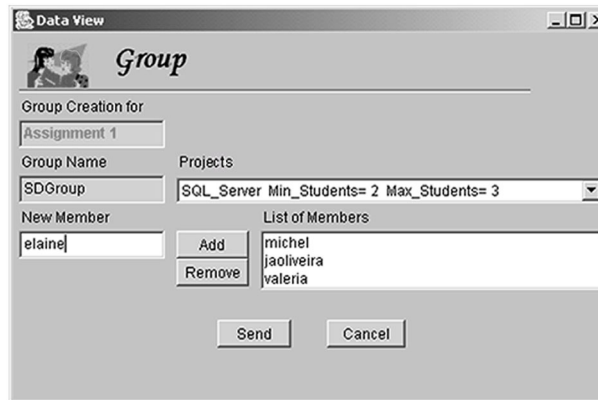 Data View
Group
Group Creation for
Assignment 1
Group Name
Projects
SDGroup
SQL_Server Min_Students= 2 Max_Students= 3
New Member
List of Members
elaine
Add
Remove
michel
jaoliveira
valeria
Send
Cancel